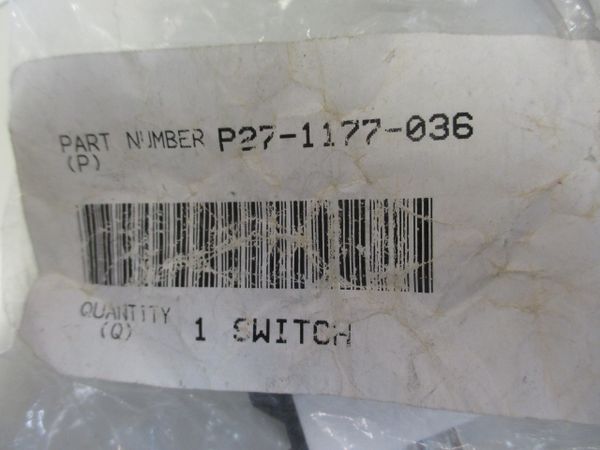 PART NUMBER P27-1177-036
(P)
QUANTITY
(Q) 1 SWITCH